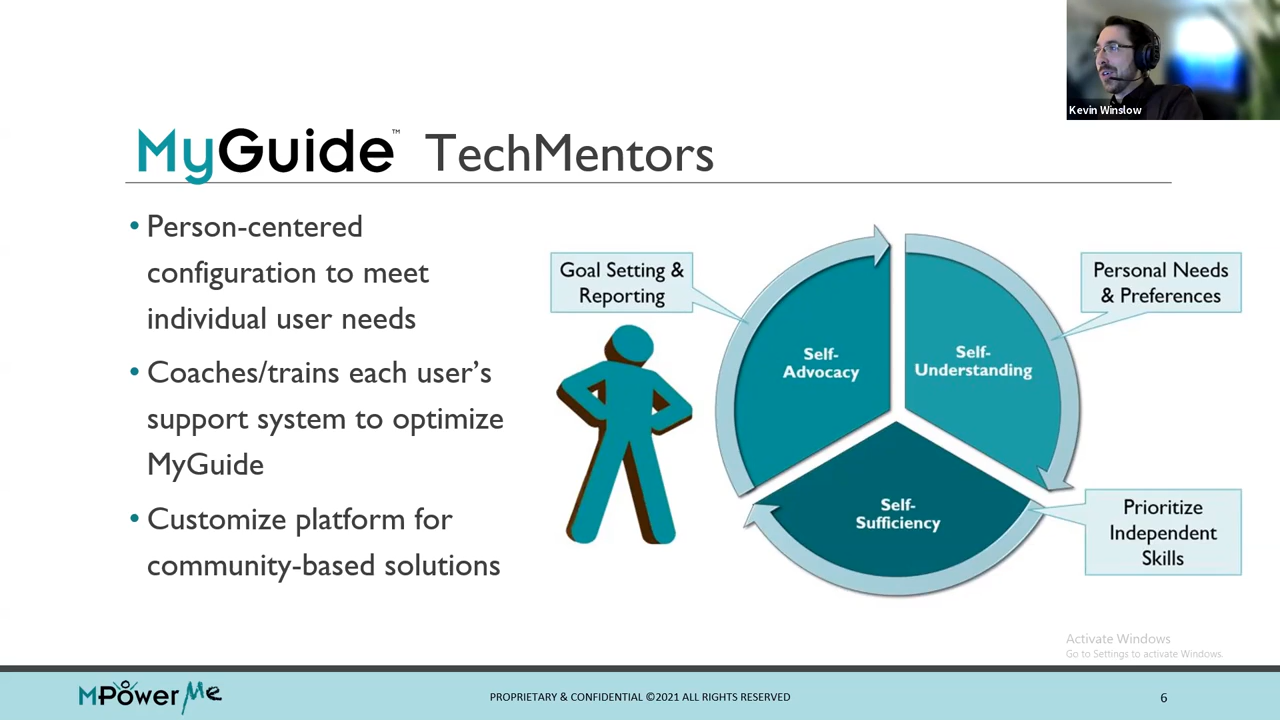 Kevin Winslow
MyGuide™ TechMentors
• Person-centered
configuration to meet
individual user needs
• Coaches/trains each user's
support system to optimize
MyGuide
• Customize platform for
community-based solutions
Goal Setting &
Reporting
Personal Needs
& Preferences
Self-
Advocacy
Self-
Understanding
Self-
Sufficiency
Prioritize
Independent
Skills
Activate Windows
Go to Settings to activate Windows.
MPowerMe
PROPRIETARY & CONFIDENTIAL ©2021 ALL RIGHTS RESERVED
6